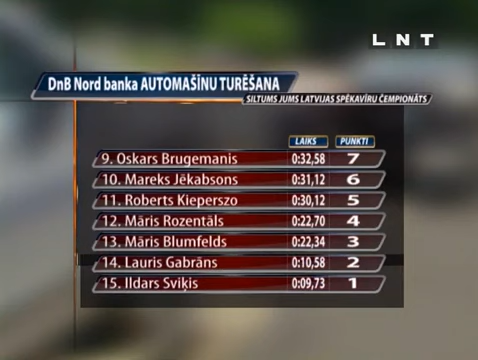 LNT
DnB Nord banka AUTOMAŠĪNU TURĒŠANA
SILTUMS JUMS LATVIJAS SPĒKAVĪRU ČEMPIONĀTS
LAIKS PUNKTI
9. Oskars Brugemanis 0:32,58 7
10. Mareks Jēkabsons 0:31,12 6
11. Roberts Kieperszo 0:30,12 5
12. Māris Rozentāls 0:22,70 4
13. Māris Blumfelds 0:22,34 3
14. Lauris Gabrāns 0:10,58 2
15. Ildars Sviķis 0:09,73 1